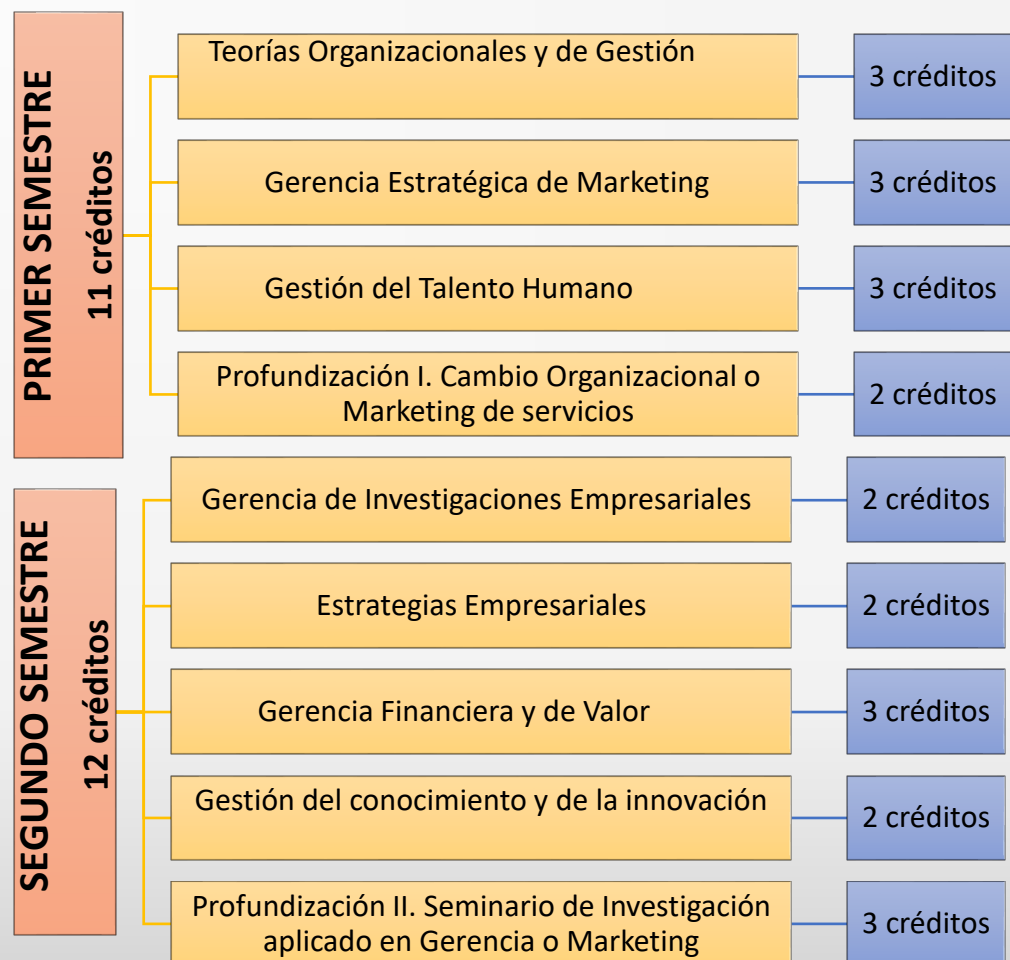 PRIMER SEMESTRE
11 créditos
Teorías Organizacionales y de Gestión
3 créditos
Gerencia Estratégica de Marketing
3 créditos
Gestión del Talento Humano
3 créditos
Profundización I. Cambio Organizacional o
Marketing de servicios
2 créditos
SEGUNDO SEMESTRE
12 créditos
Gerencia de Investigaciones Empresariales
2 créditos
Estrategias Empresariales
2 créditos
Gerencia Financiera y de Valor
3 créditos
Gestión del conocimiento y de la innovación
2 créditos
Profundización II. Seminario de Investigación
aplicado en Gerencia o Marketing
3 créditos